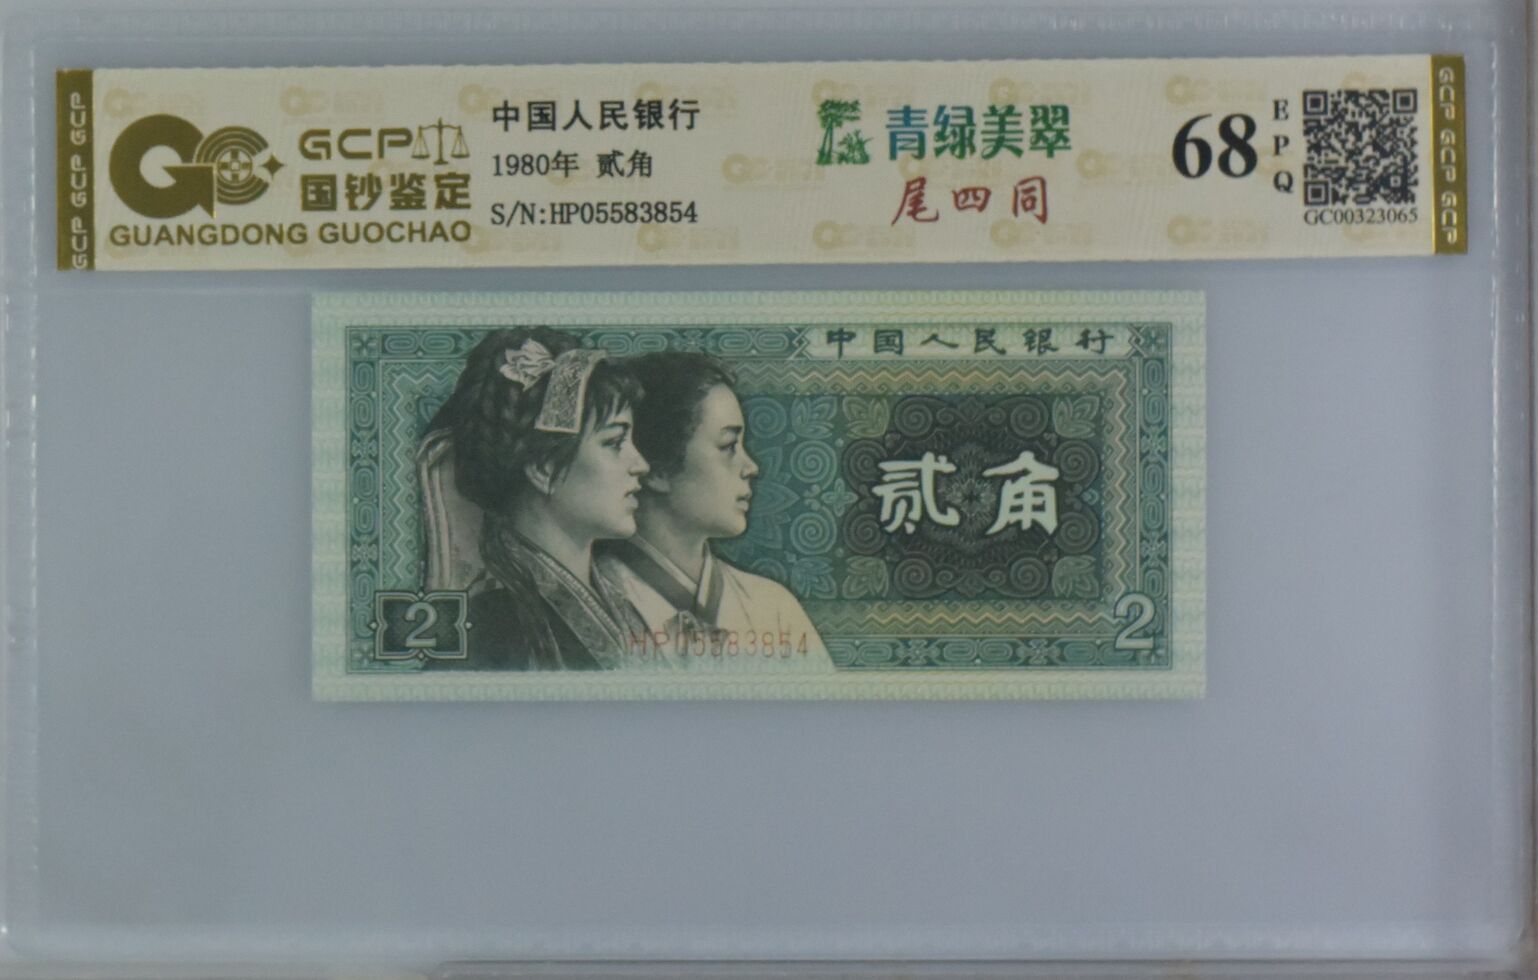 GCP
国钞鉴定
GUANGDONG GUOCHAO
中国人民银行
1980年 贰角
S/N:HP05583854
青绿美翠
尾四同
68
EPQ
GC00323065
GCP GCP GCP
GCP GCP GCP
中国人民银行
贰角
2
2
HP05583854